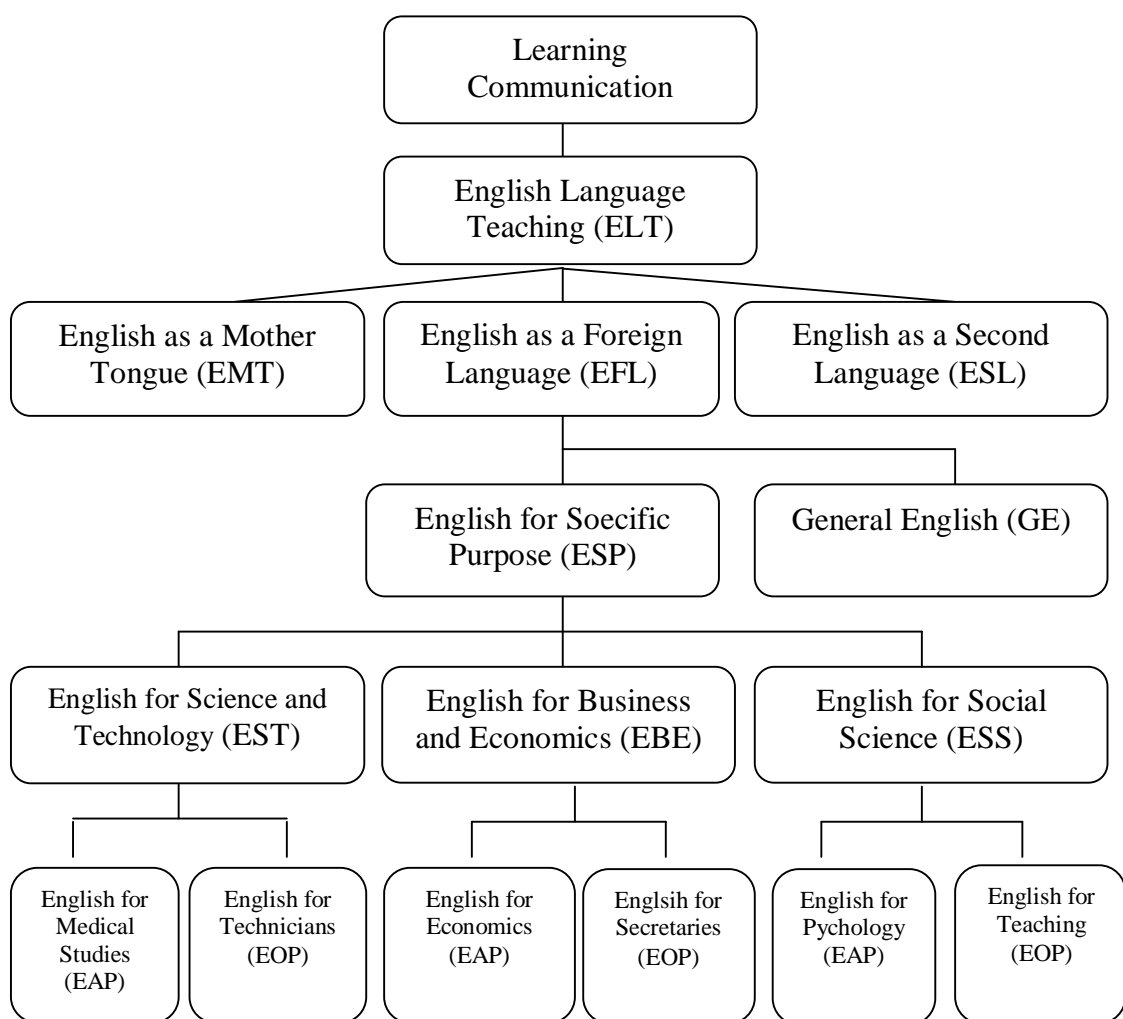 Learning
Communication
English Language
Teaching (ELT)
English as a Mother
Tongue (EMT)
English as a Foreign
Language (EFL)
English as a Second
Language (ESL)
English for Soecific
Purpose (ESP)
General English (GE)
English for Science and
Technology (EST)
English for Business
and Economics (EBE)
English for Social
Science (ESS)
English for
Medical
Studies
(EAP)
English for
Technicians
(EOP)
English for
Economics
(EAP)
Englsih for
Secretaries
(EOP)
English for
Pychology
(EAP)
English for
Teaching
(EOP)